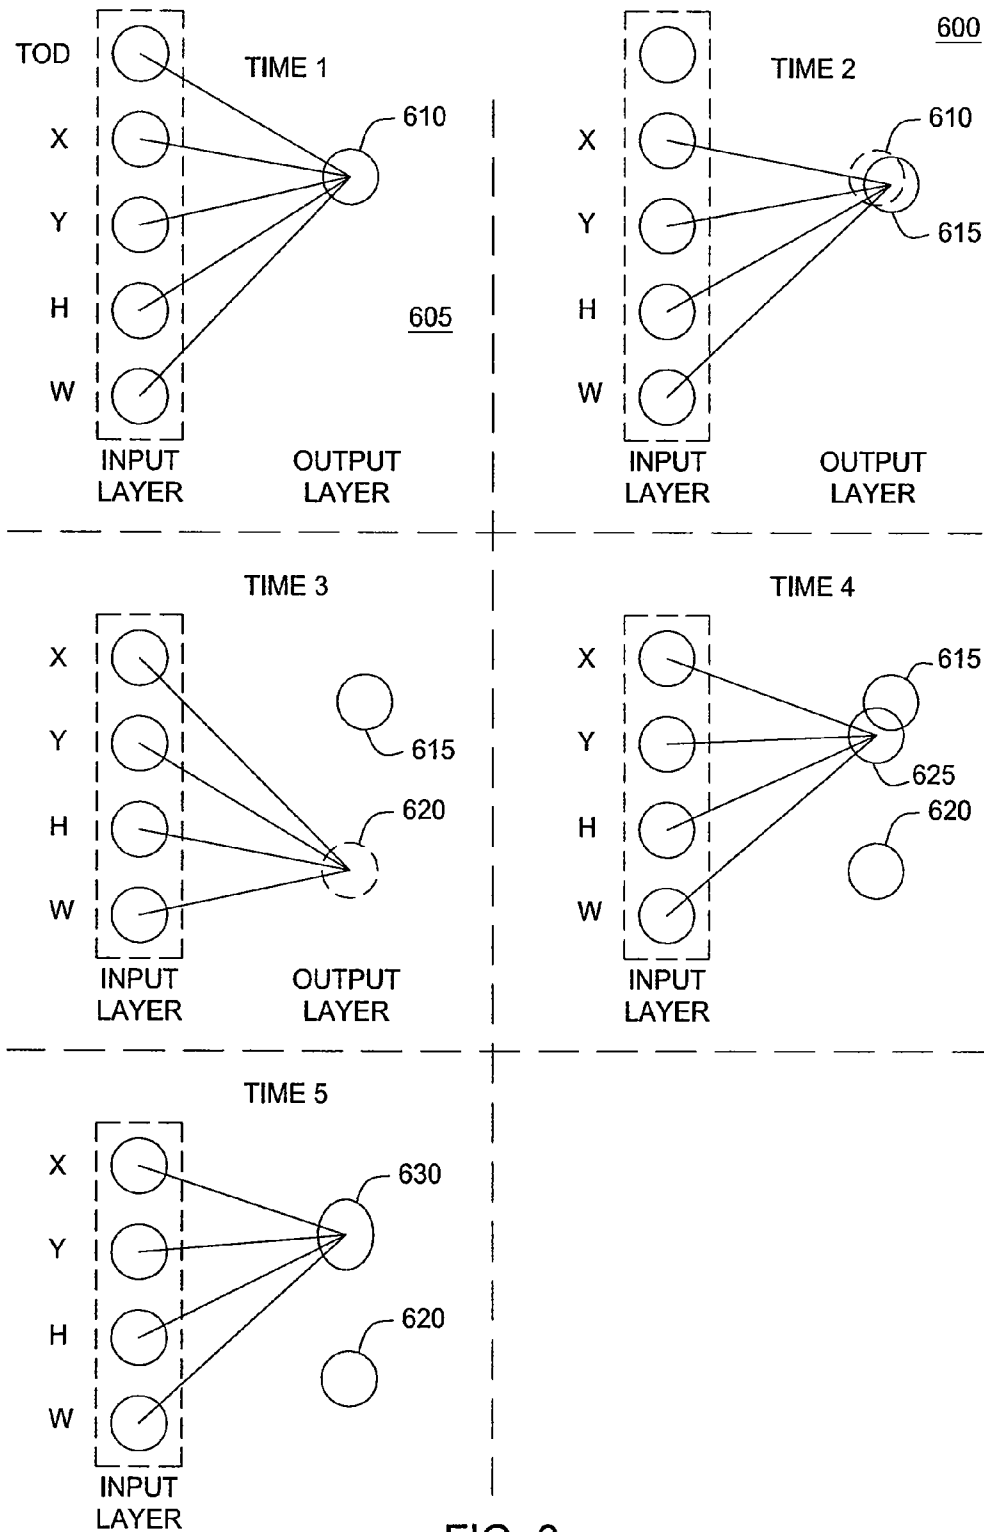 600
TIME 1
TOD
X
Y
H
W
610
605
INPUT LAYER
OUTPUT LAYER
TIME 2
X
Y
H
W
610
615
INPUT LAYER
OUTPUT LAYER
TIME 3
X
Y
H
W
615
620
INPUT LAYER
OUTPUT LAYER
TIME 4
X
Y
H
W
615
625
620
INPUT LAYER
TIME 5
X
Y
H
W
630
620
INPUT LAYER